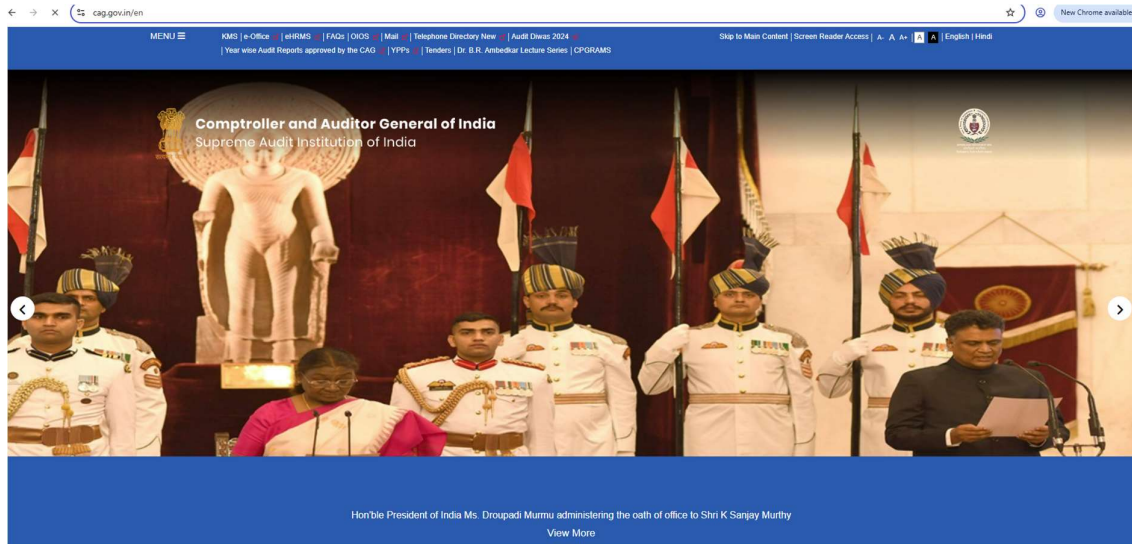 cag.gov.in/en
New Chrome available
MENU ☰
KMS | e-Office | eHRMS | FAQs | OIOS | Mail | Telephone Directory New | Audit Diwas 2024
| Year wise Audit Reports approved by the CAG | YPPs | Tenders | Dr. B.R. Ambedkar Lecture Series | CPGRAMS
Skip to Main Content | Screen Reader Access | A- A A+ | A A | English | Hindi
Comptroller and Auditor General of India
Supreme Audit Institution of India
Hon'ble President of India Ms. Droupadi Murmu administering the oath of office to Shri K Sanjay Murthy
View More